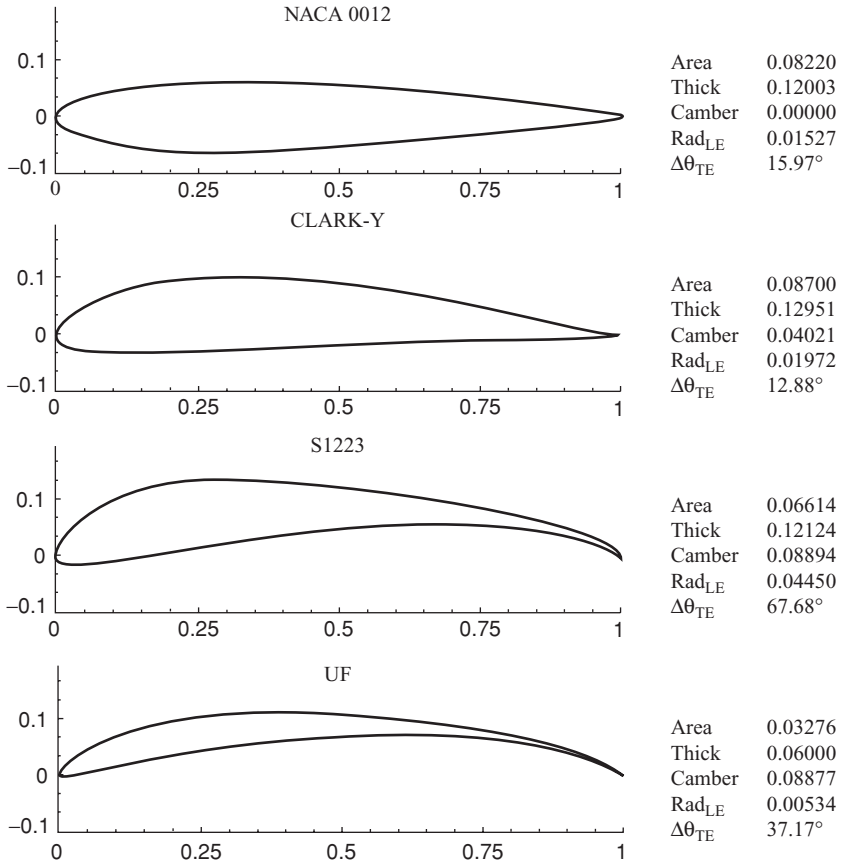 NACA 0012
0.1
0
–0.1
0 0.25 0.5 0.75 1
Area 0.08220
Thick 0.12003
Camber 0.00000
Rad_LE 0.01527
Δθ_TE 15.97°
CLARK-Y
0.1
0
–0.1
0 0.25 0.5 0.75 1
Area 0.08700
Thick 0.12951
Camber 0.04021
Rad_LE 0.01972
Δθ_TE 12.88°
S1223
0.1
0
–0.1
0 0.25 0.5 0.75 1
Area 0.06614
Thick 0.12124
Camber 0.08894
Rad_LE 0.04450
Δθ_TE 67.68°
UF
0.1
0
–0.1
0 0.25 0.5 0.75 1
Area 0.03276
Thick 0.06000
Camber 0.08877
Rad_LE 0.00534
Δθ_TE 37.17°